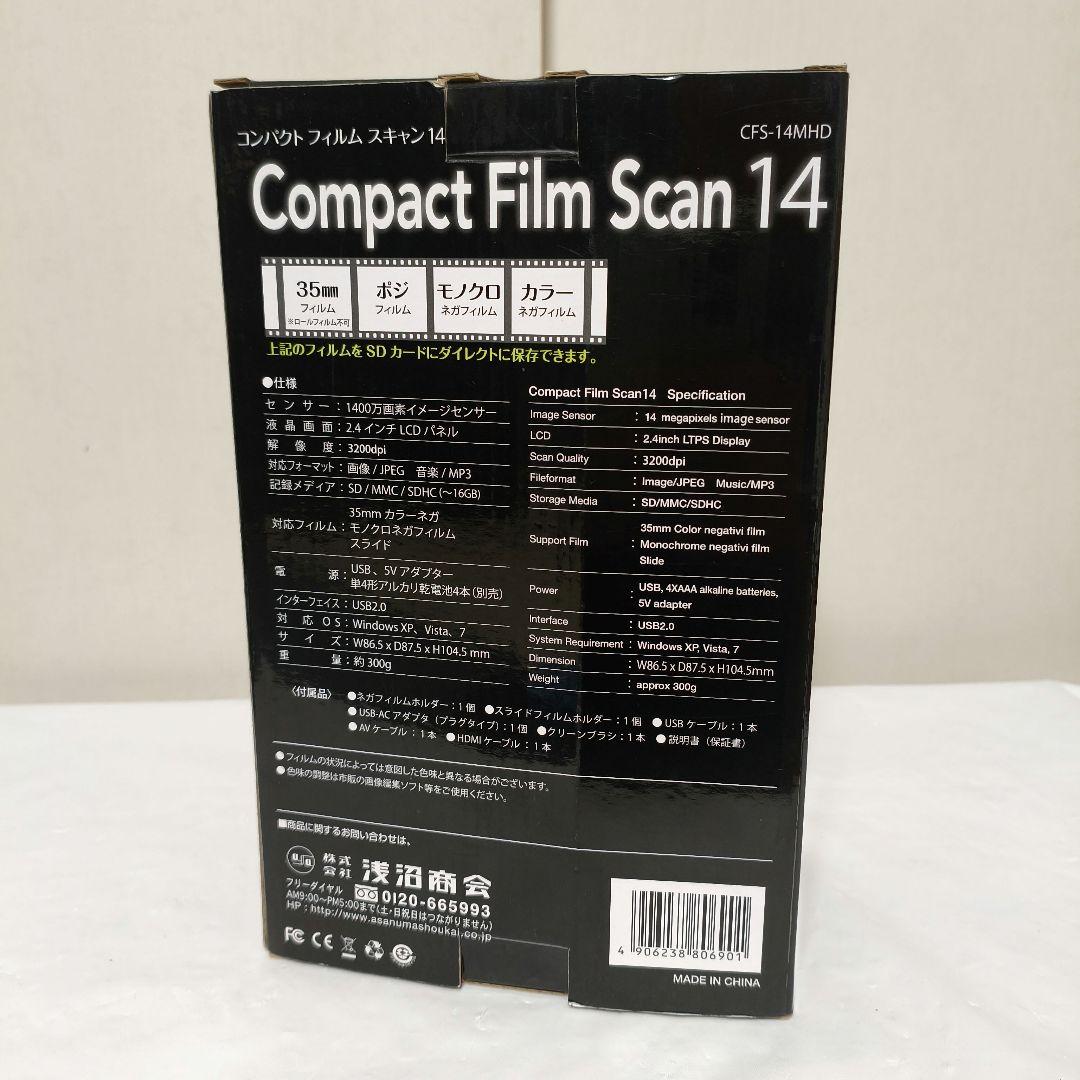 コンパクト フィルム スキャン 14
CFS-14MHD
Compact Film Scan 14
35mm
フィルム
※ロールフィルム不可
ポジ
フィルム
モノクロ
ネガフィルム
カラー
ネガフィルム
上記のフィルムを SD カードにダイレクトに保存できます。
●仕様
センサー：1400万画素イメージセンサー
液晶画面：2.4 インチ LCD パネル
解像度：3200dpi
対応フォーマット：画像 / JPEG　音楽 / MP3
記録メディア：SD / MMC / SDHC（～16GB）
対応フィルム：35mm カラーネガ
モノクロネガフィルム
スライド
電源：USB 、5V アダプター
単4形アルカリ乾電池4本（別売）
インターフェイス：USB2.0
対応OS：Windows XP、Vista、7
サイズ：W86.5 x D87.5 x H104.5 mm
重量：約 300g
Compact Film Scan14 Specification
Image Sensor : 14 megapixels image sensor
LCD : 2.4inch LTPS Display
Scan Quality : 3200dpi
Fileformat : Image/JPEG Music/MP3
Storage Media : SD/MMC/SDHC
Support Film : 35mm Color negativi film
Monochrome negativi film
Slide
Power : USB, 4XAAA alkaline batteries,
5V adapter
Interface : USB2.0
System Requirement : Windows XP, Vista, 7
Dimension : W86.5 x D87.5 x H104.5mm
Weight : approx 300g
〈付属品〉 ●ネガフィルムホルダー：1 個 ●スライドフィルムホルダー：1 個 ●USB ケーブル：1 本
●USB-AC アダプタ（プラグタイプ）：1 個 ●クリーンブラシ：1 本 ●説明書（保証書）
●AV ケーブル ：1 本 ●HDMI ケーブル ：1 本
●フィルムの状況によっては意図した色味と異なる場合がございます。
●色味の調整は市販の画像編集ソフト等をご使用ください。
■商品に関するお問い合わせは、
株式会社 浅沼商会
フリーダイヤル 0120-665993
AM9:00～PM5:00まで（土・日祝日はつながりません）
HP：http://www.asanumashoukai.co.jp
FC CE
4 906238 806901
MADE IN CHINA